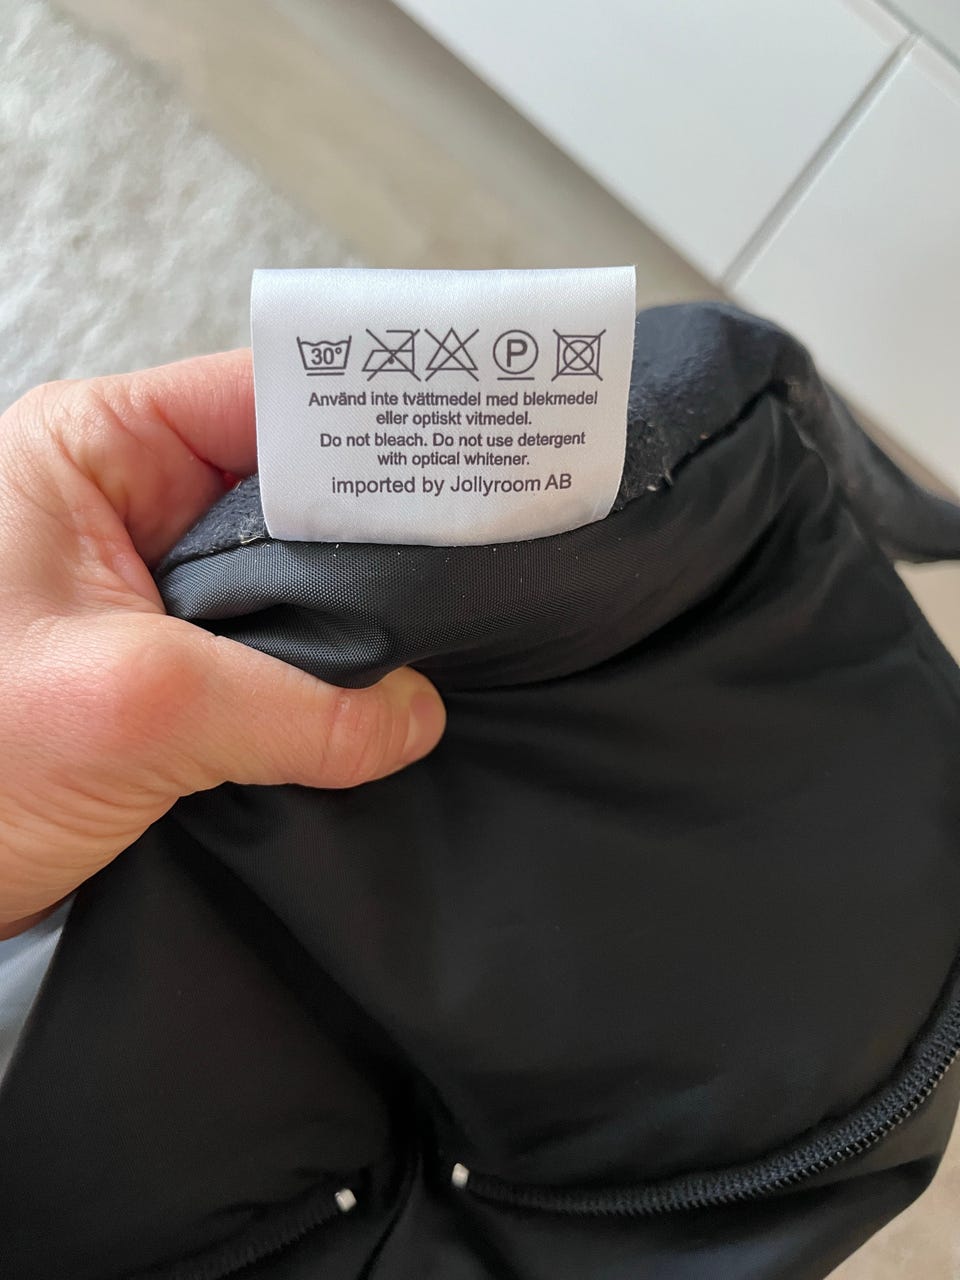 30°
P
Använd inte tvättmedel med blekmedel
eller optiskt vitmedel.
Do not bleach. Do not use detergent
with optical whitener.
imported by Jollyroom AB